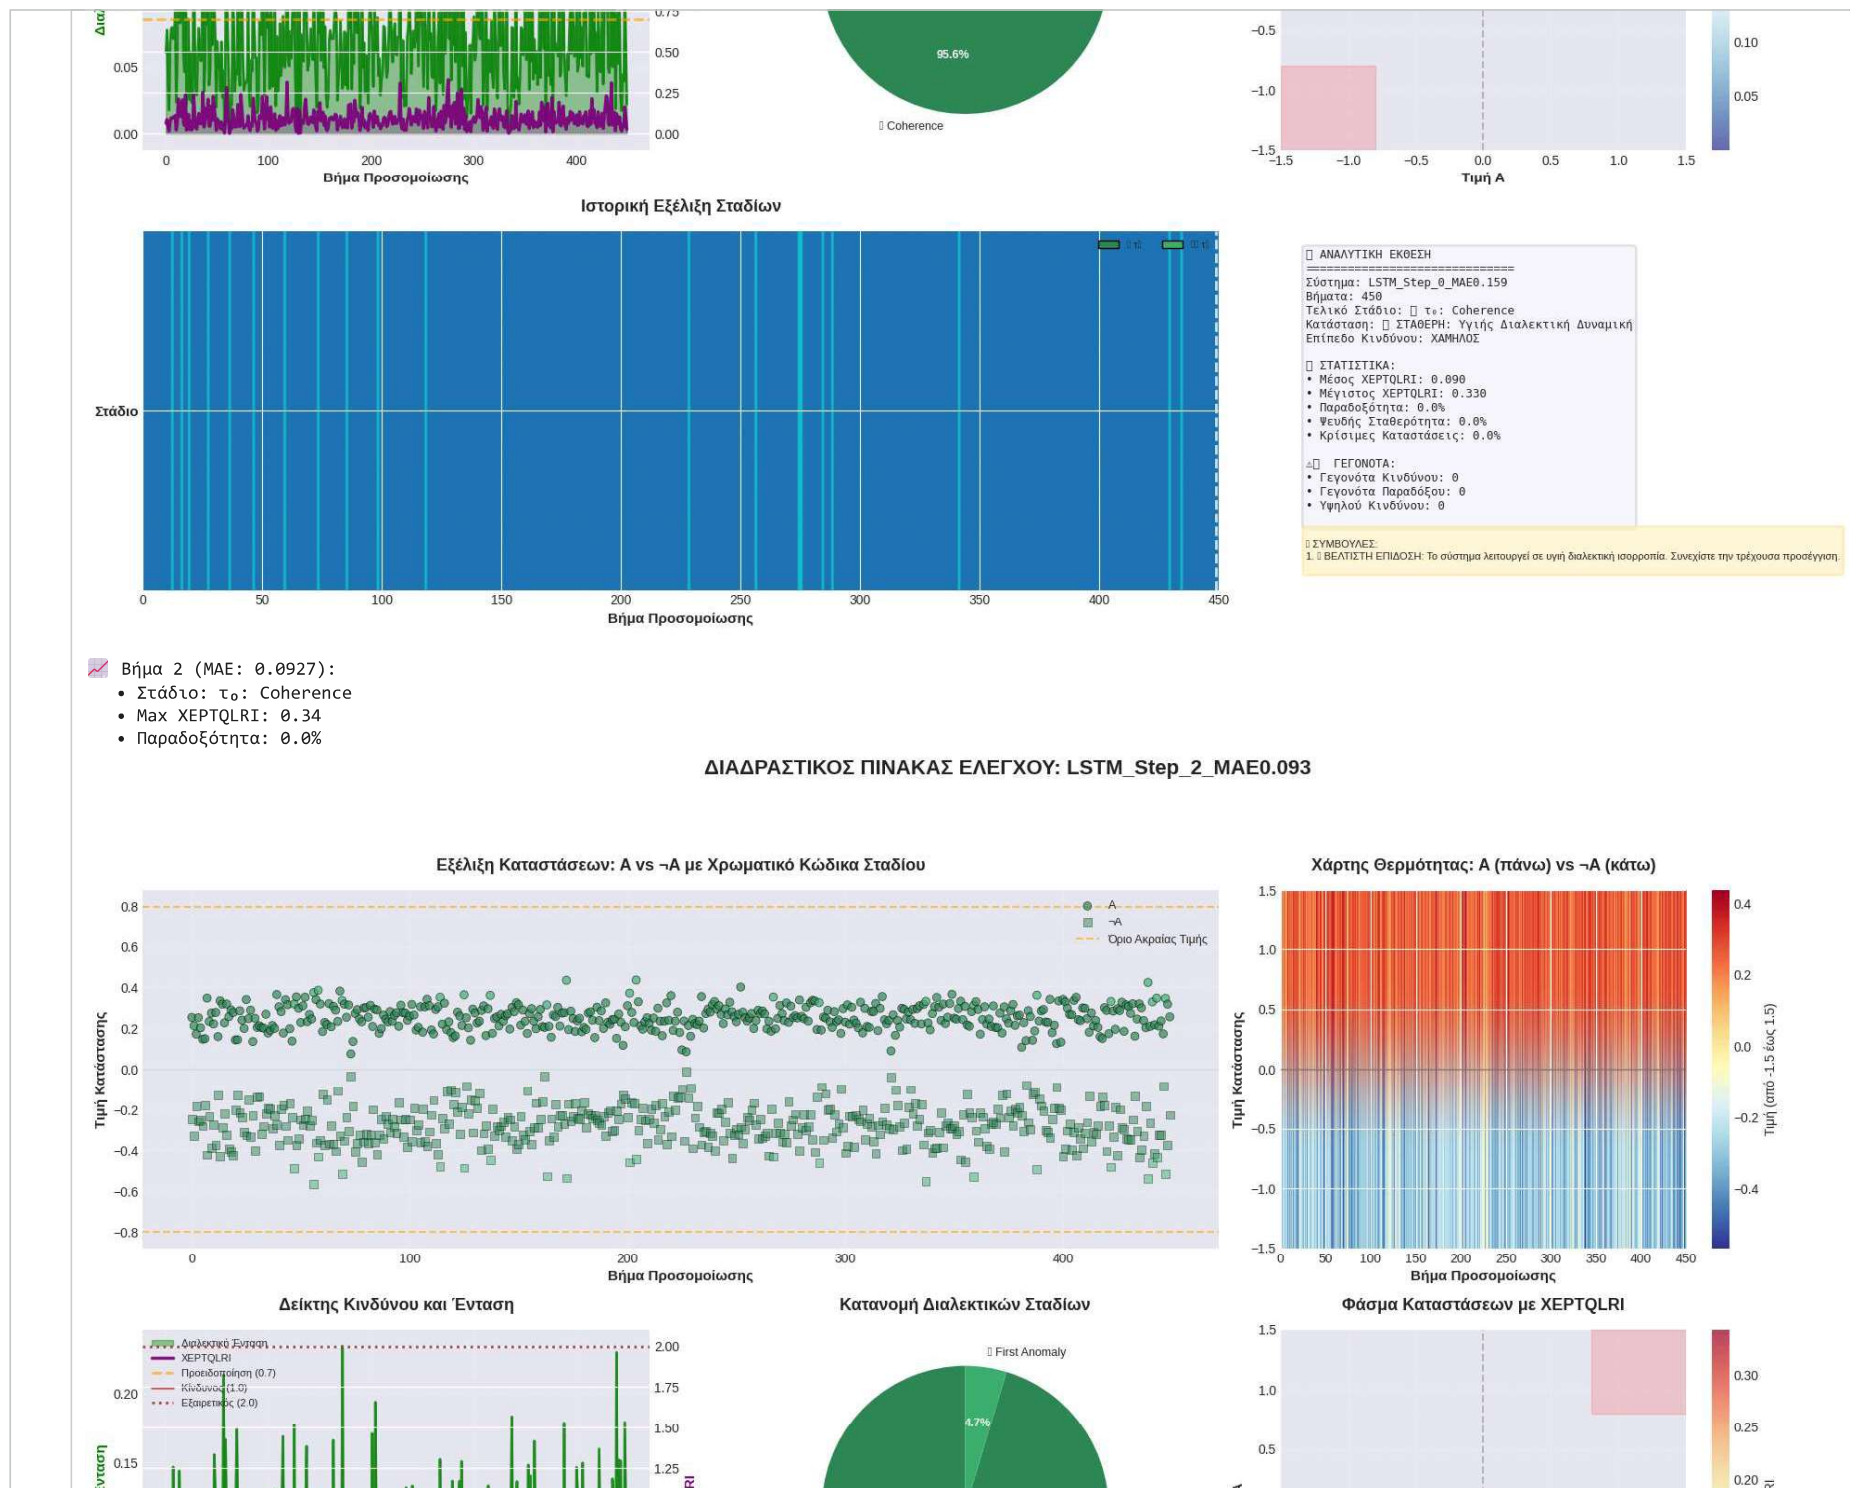 Δια
0.05
0.00
0.75
0.50
0.25
0.00
0 100 200 300 400
Βήμα Προσομοίωσης
95.6%
Coherence
−0.5
−1.0
−1.5
−1.5 −1.0 −0.5 0.0 0.5 1.0 1.5
Τιμή A
0.10
0.05
Ιστορική Εξέλιξη Σταδίων
Στάδιο
0 50 100 150 200 250 300 350 400 450
Βήμα Προσομοίωσης
ΑΝΑΛΥΤΙΚΗ ΕΚΘΕΣΗ
==============================
Σύστημα: LSTM_Step_0_MAE0.159
Βήματα: 450
Τελικό Στάδιο: τ₀: Coherence
Κατάσταση: ΣΤΑΘΕΡΗ: Υγιής Διαλεκτική Δυναμική
Επίπεδο Κινδύνου: ΧΑΜΗΛΟΣ
ΣΤΑΤΙΣΤΙΚΑ:
• Μέσος XEPTQLRI: 0.090
• Μέγιστος XEPTQLRI: 0.330
• Παραδοξότητα: 0.0%
• Ψευδής Σταθερότητα: 0.0%
• Κρίσιμες Καταστάσεις: 0.0%
⚠ ΓΕΓΟΝΟΤΑ:
• Γεγονότα Κινδύνου: 0
• Γεγονότα Παραδόξου: 0
• Υψηλού Κινδύνου: 0
ΣΥΜΒΟΥΛΕΣ:
1. ΒΕΛΤΙΣΤΗ ΕΠΙΔΟΣΗ: Το σύστημα λειτουργεί σε υγιή διαλεκτική ισορροπία. Συνεχίστε την τρέχουσα προσέγγιση.
📈 Βήμα 2 (MAE: 0.0927):
• Στάδιο: τ₀: Coherence
• Max XEPTQLRI: 0.34
• Παραδοξότητα: 0.0%
ΔΙΑΔΡΑΣΤΙΚΟΣ ΠΙΝΑΚΑΣ ΕΛΕΓΧΟΥ: LSTM_Step_2_MAE0.093
Εξέλιξη Καταστάσεων: A vs ¬A με Χρωματικό Κώδικα Σταδίου
Τιμή Κατάστασης
0.8
0.6
0.4
0.2
0.0
−0.2
−0.4
−0.6
−0.8
A
¬A
Όριο Ακραίας Τιμής
0 100 200 300 400
Βήμα Προσομοίωσης
Χάρτης Θερμότητας: A (πάνω) vs ¬A (κάτω)
Τιμή Κατάστασης
1.5
1.0
0.5
0.0
−0.5
−1.0
−1.5
0 50 100 150 200 250 300 350 400 450
Βήμα Προσομοίωσης
0.4
0.2
0.0
−0.2
−0.4
Τιμή (από -1.5 έως 1.5)
Δείκτης Κινδύνου και Ένταση
Διαλεκτική Ένταση
XEPTQLRI
Προειδοποίηση (0.7)
Κίνδυνος (1.0)
Εξαιρετικός (2.0)
0.20
0.15
Ένταση
2.00
1.75
1.50
1.25
RI
Κατανομή Διαλεκτικών Σταδίων
First Anomaly
4.7%
Φάσμα Καταστάσεων με XEPTQLRI
1.5
1.0
0.5
0.30
0.25
0.20
RI